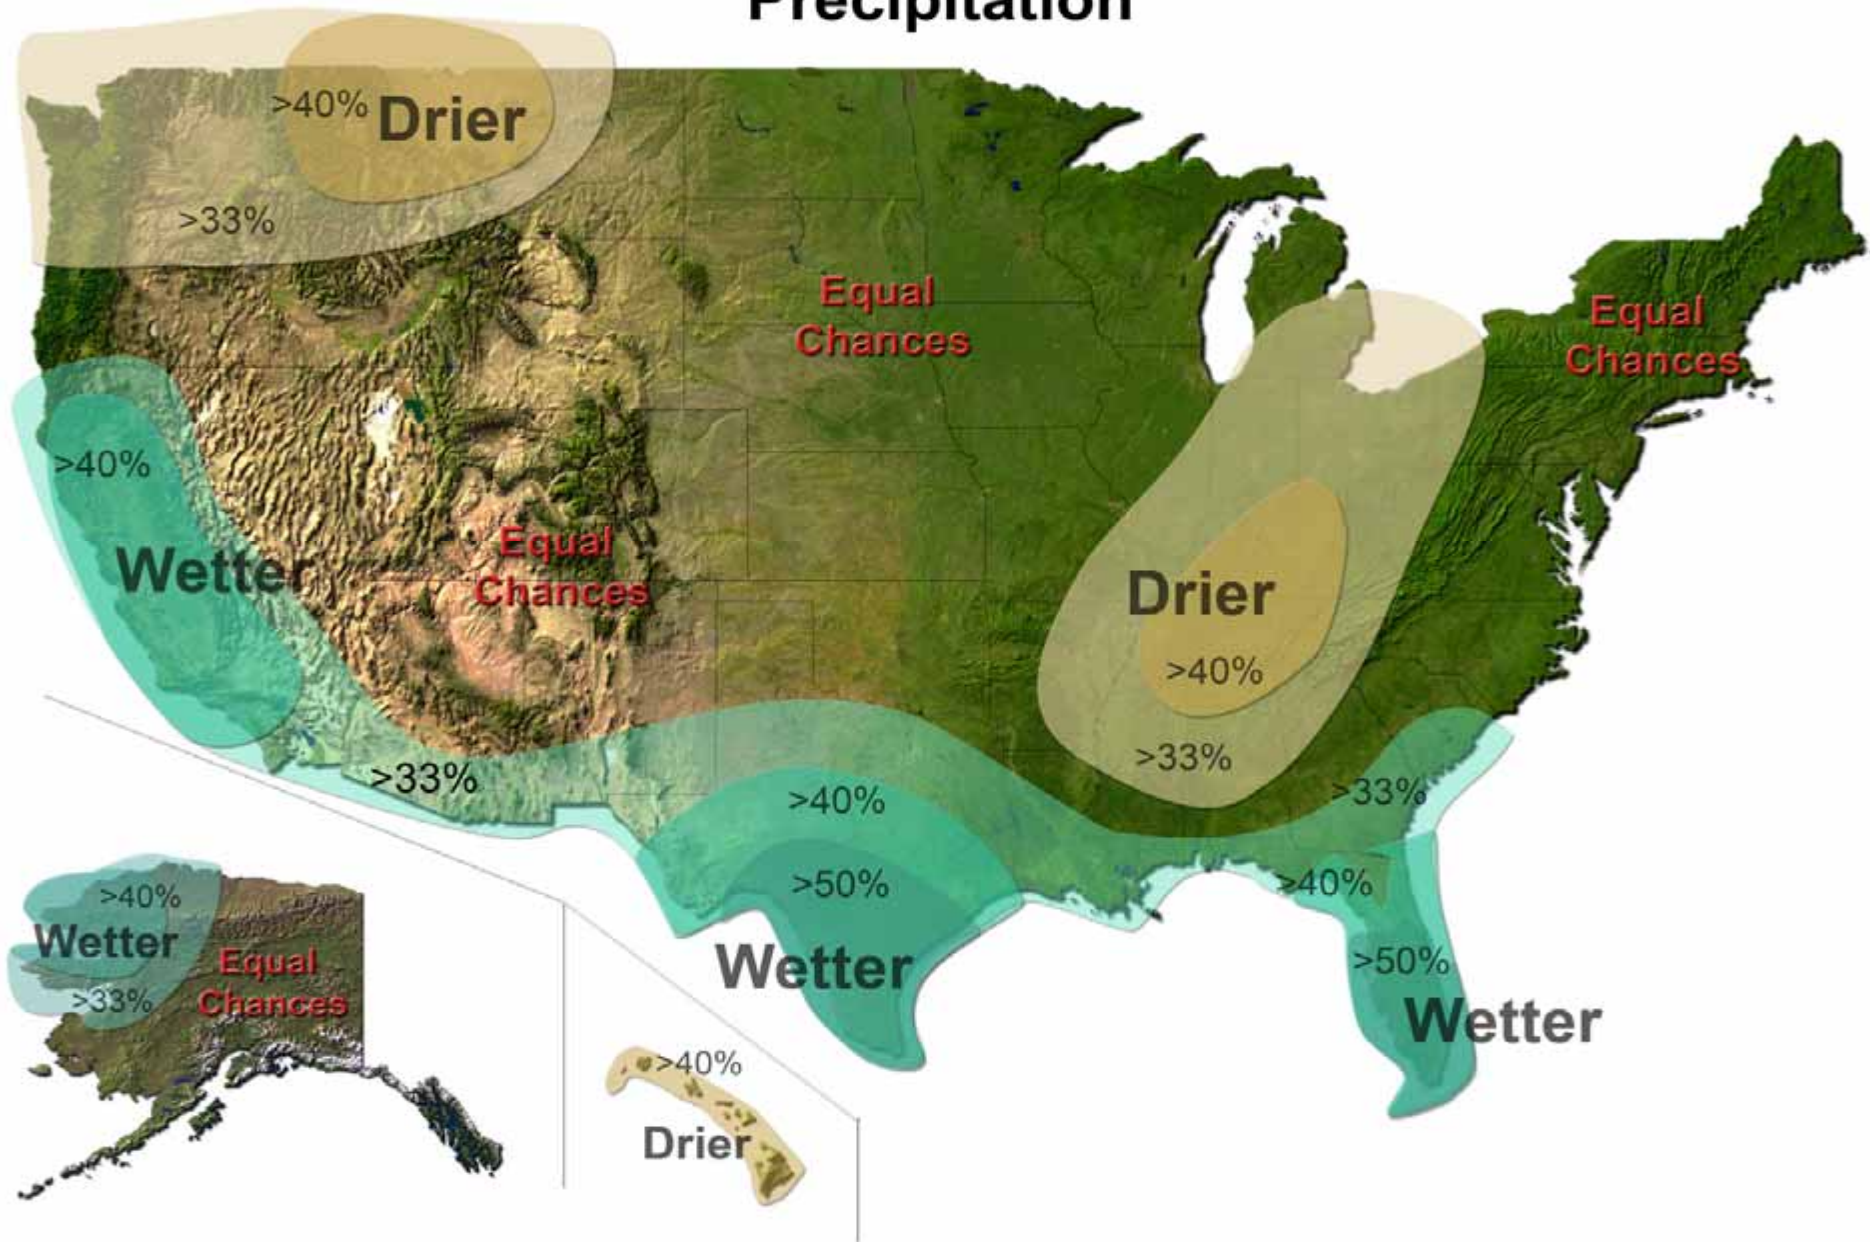 Precipitation
>40% Drier
>33%
Equal
Chances
Equal
Chances
>40%
Wetter
Equal
Chances
Drier
>40%
>33%
>33%
>33%
>40%
>50%
Wetter
>40%
>50%
Wetter
>40%
Wetter
>33%
Equal
Chances
>40%
Drier